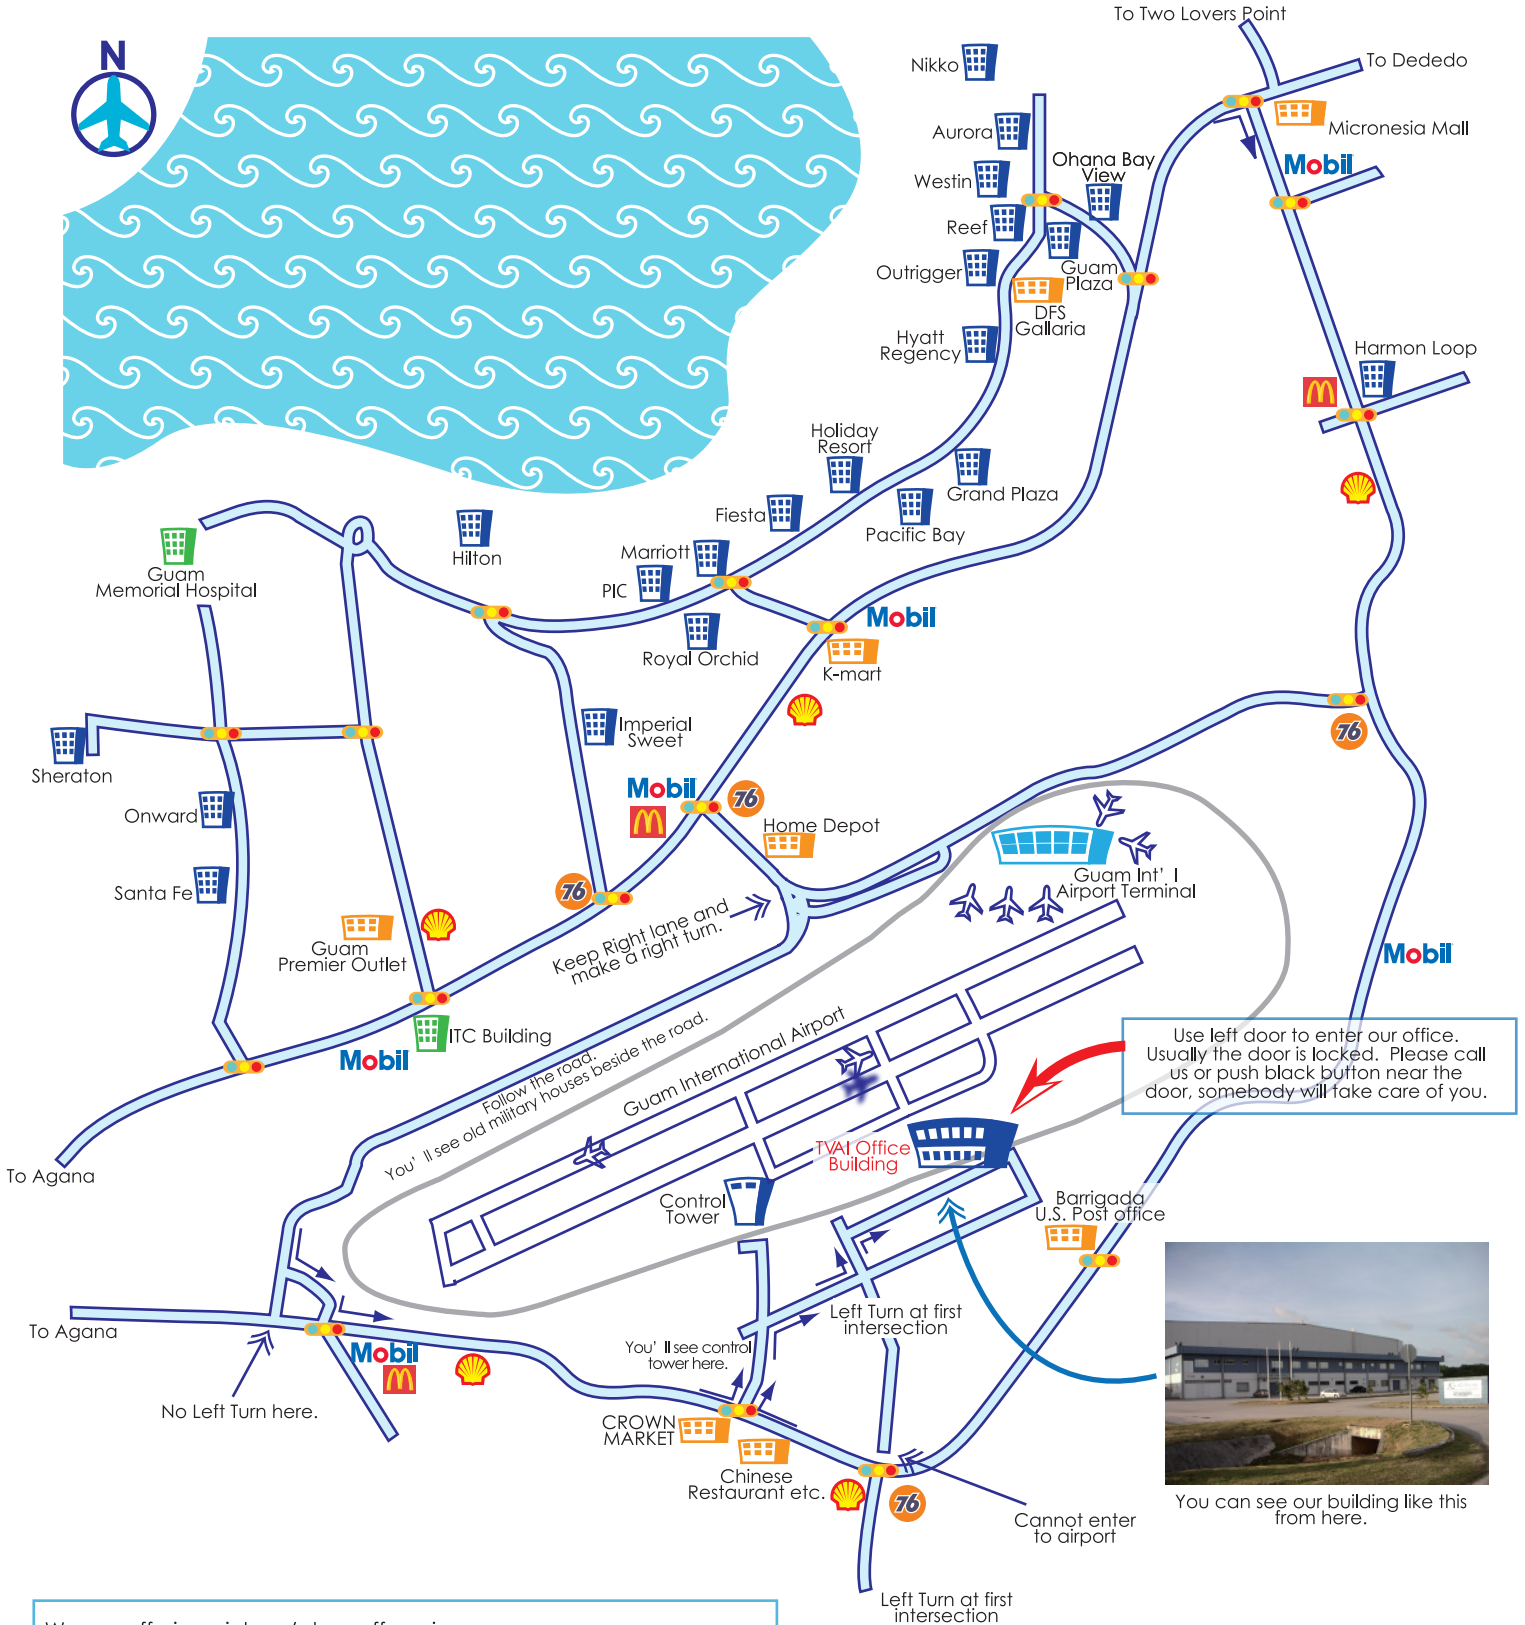 To Two Lovers Point
N
Nikko
To Dededo
Micronesia Mall
Aurora
Ohana Bay
View
Mobil
Westin
Reef
Outrigger
Guam
Plaza
DFS
Gallaria
Hyatt
Regency
Harmon Loop
Holiday
Resort
Grand Plaza
Fiesta
Pacific Bay
Hilton
Marriott
PIC
Guam
Memorial Hospital
Mobil
Royal Orchid
K-mart
Imperial
Sweet
76
Sheraton
Mobil
76
Onward
Home Depot
Santa Fe
76
Guam Int' l
Airport Terminal
Keep Right lane and
make a right turn.
Guam
Premier Outlet
Mobil
ITC Building
Mobil
Follow the road.
You' ll see old military houses beside the road.
Guam International Airport
Use left door to enter our office.
Usually the door is locked. Please call
us or push black button near the
door, somebody will take care of you.
TVAI Office
Building
To Agana
Control
Tower
Barrigada
U.S. Post office
To Agana
Left Turn at first
intersection
You' ll see control
tower here.
Mobil
No Left Turn here.
CROWN
MARKET
Chinese
Restaurant etc.
76
Cannot enter
to airport
You can see our building like this
from here.
Left Turn at first
intersection